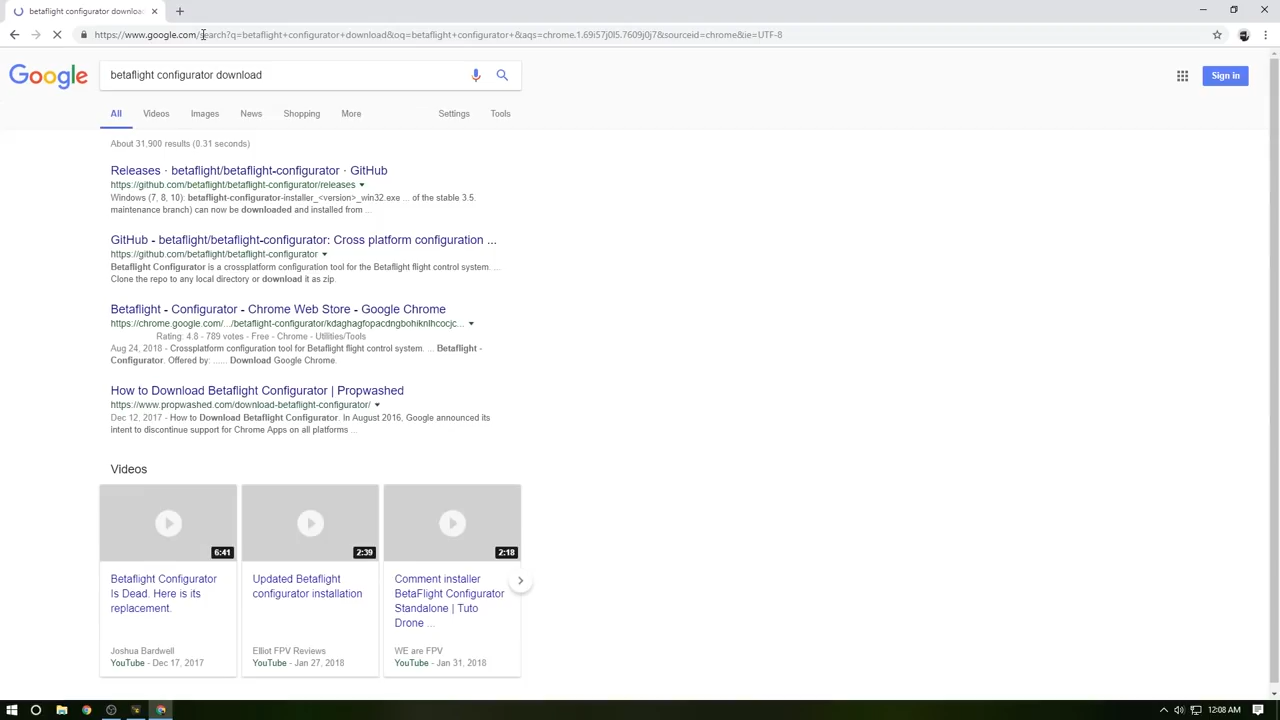 betaflight configurator downloa
https://www.google.com/search?q=betaflight+configurator+download&oq=betaflight+configurator+&aqs=chrome.1.69i57j0l5.7609j0j7&sourceid=chrome&ie=UTF-8
Google
betaflight configurator download
Sign in
All Videos Images News Shopping More Settings Tools
About 31,900 results (0.31 seconds)
Releases · betaflight/betaflight-configurator · GitHub
https://github.com/betaflight/betaflight-configurator/releases
Windows (7, 8, 10): betaflight-configurator-installer_<version>_win32.exe ... of the stable 3.5.
maintenance branch) can now be downloaded and installed from ...
GitHub - betaflight/betaflight-configurator: Cross platform configuration ...
https://github.com/betaflight/betaflight-configurator
Betaflight Configurator is a crossplatform configuration tool for the Betaflight flight control system. ...
Clone the repo to any local directory or download it as zip.
Betaflight - Configurator - Chrome Web Store - Google Chrome
https://chrome.google.com/.../betaflight-configurator/kdaghagfopacdngbohiknlhcocjc...
Rating: 4.8 - 789 votes - Free - Chrome - Utilities/Tools
Aug 24, 2018 - Crossplatform configuration tool for Betaflight flight control system. ... Betaflight -
Configurator. Offered by: ...... Download Google Chrome.
How to Download Betaflight Configurator | Propwashed
https://www.propwashed.com/download-betaflight-configurator/
Dec 12, 2017 - How to Download Betaflight Configurator. In August 2016, Google announced its
intent to discontinue support for Chrome Apps on all platforms ...
Videos
6:41 2:39 2:18
Betaflight Configurator
Is Dead. Here is its
replacement.
Joshua Bardwell
YouTube - Dec 17, 2017
Updated Betaflight
configurator installation
Elliot FPV Reviews
YouTube - Jan 27, 2018
Comment installer
BetaFlight Configurator
Standalone | Tuto
Drone ...
WE are FPV
YouTube - Jan 31, 2018
12:08 AM